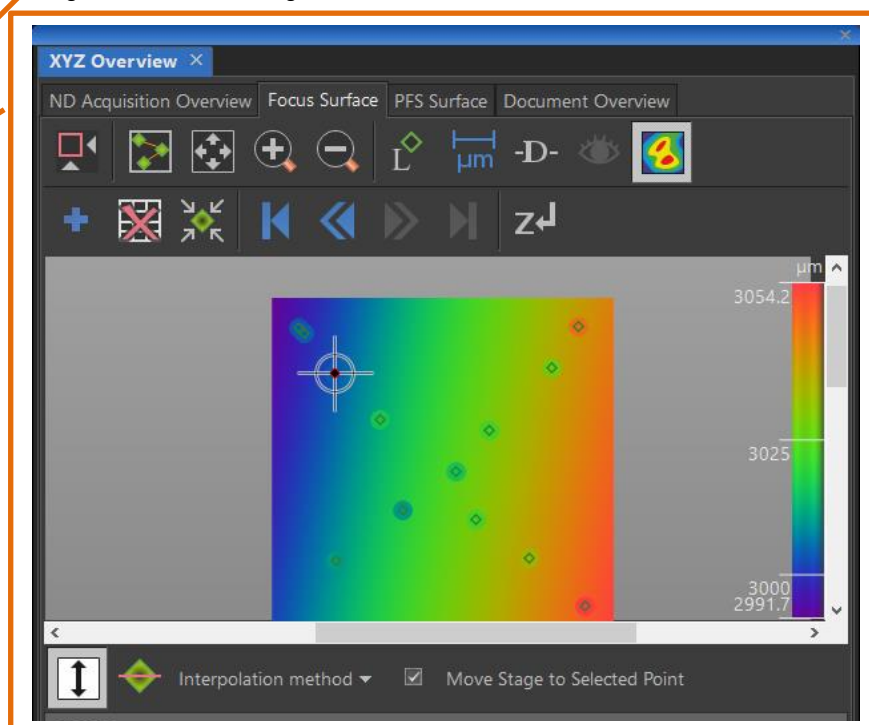 XYZ Overview
ND Acquisition Overview Focus Surface PFS Surface Document Overview
L µm -D-
Z
µm
3054.2
3025
3000
2991.7
Interpolation method Move Stage to Selected Point